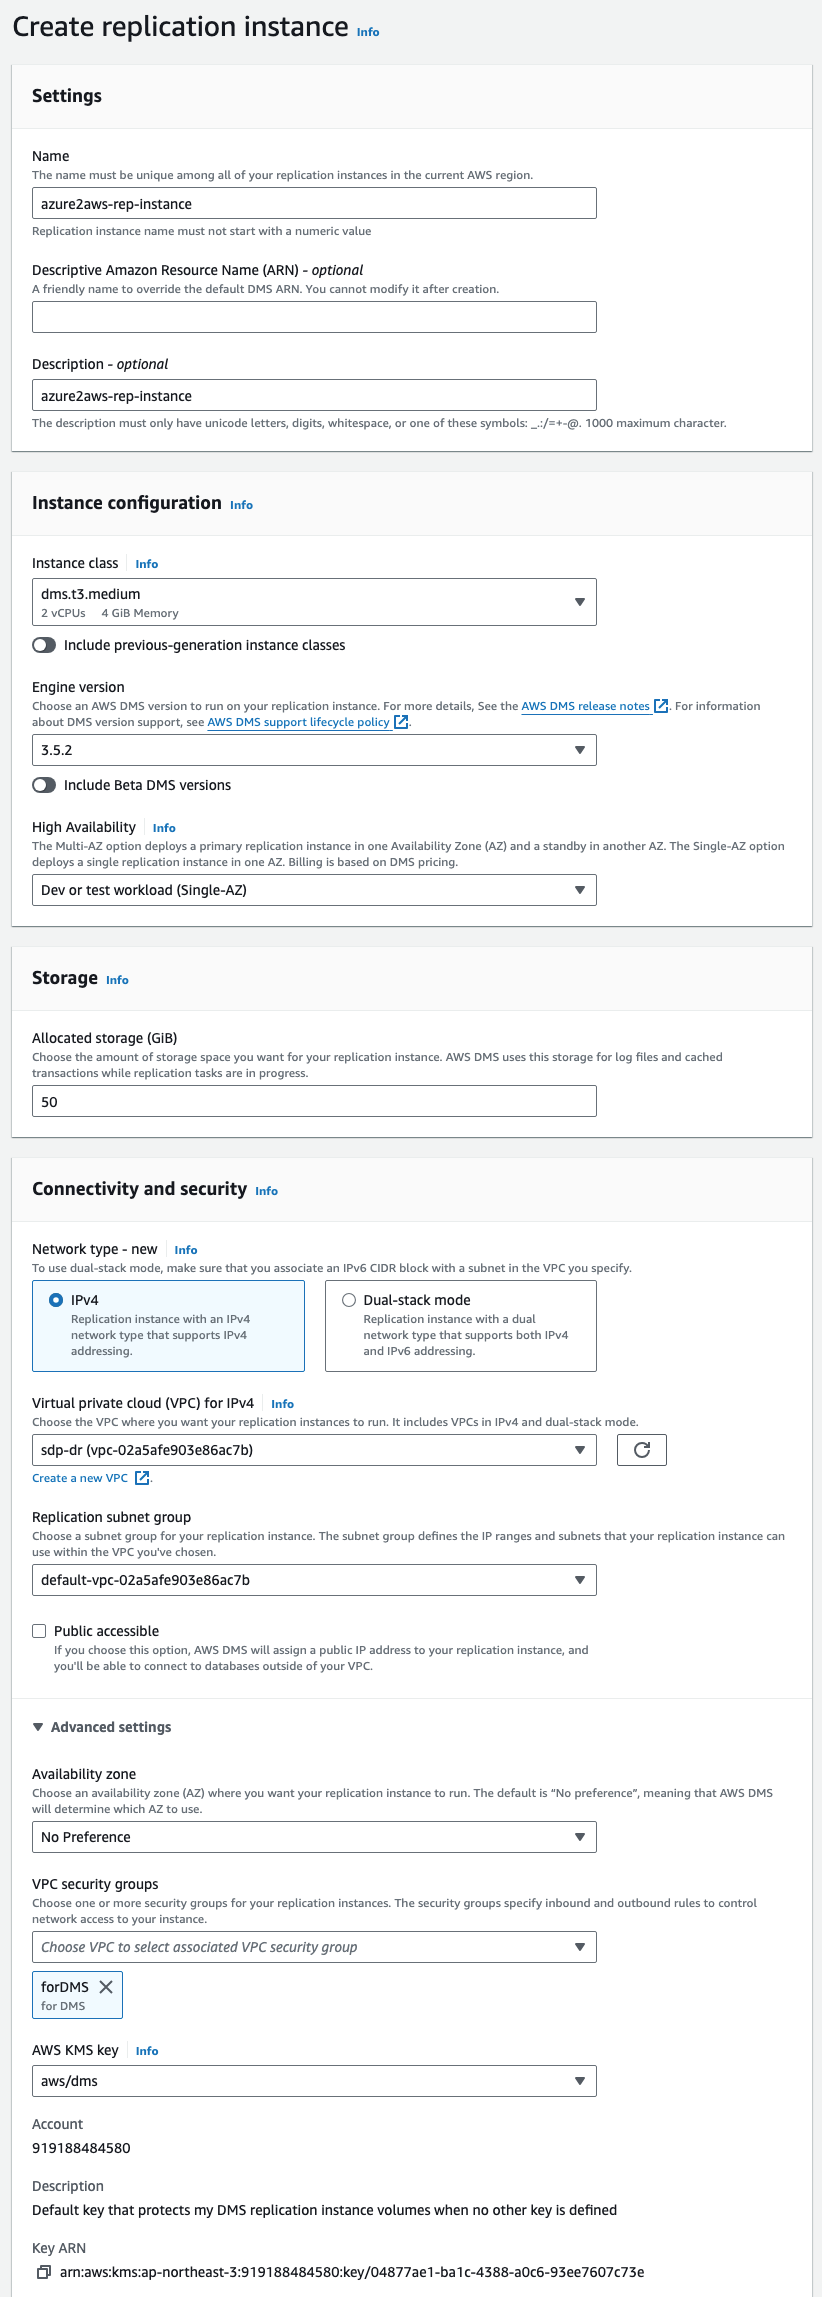 Create replication instance Info
Settings
Name
The name must be unique among all of your replication instances in the current AWS region.
azure2aws-rep-instance
Replication instance name must not start with a numeric value
Descriptive Amazon Resource Name (ARN) - optional
A friendly name to override the default DMS ARN. You cannot modify it after creation.
Description - optional
azure2aws-rep-instance
The description must only have unicode letters, digits, whitespace, or one of these symbols: _.:/=+-@. 1000 maximum character.
Instance configuration Info
Instance class Info
dms.t3.medium
2 vCPUs 4 GiB Memory
Include previous-generation instance classes
Engine version
Choose an AWS DMS version to run on your replication instance. For more details, See the AWS DMS release notes. For information
about DMS version support, see AWS DMS support lifecycle policy.
3.5.2
Include Beta DMS versions
High Availability Info
The Multi-AZ option deploys a primary replication instance in one Availability Zone (AZ) and a standby in another AZ. The Single-AZ option
deploys a single replication instance in one AZ. Billing is based on DMS pricing.
Dev or test workload (Single-AZ)
Storage Info
Allocated storage (GiB)
Choose the amount of storage space you want for your replication instance. AWS DMS uses this storage for log files and cached
transactions while replication tasks are in progress.
50
Connectivity and security Info
Network type - new Info
To use dual-stack mode, make sure that you associate an IPv6 CIDR block with a subnet in the VPC you specify.
IPv4
Replication instance with an IPv4
network type that supports IPv4
addressing.
Dual-stack mode
Replication instance with a dual
network type that supports both IPv4
and IPv6 addressing.
Virtual private cloud (VPC) for IPv4 Info
Choose the VPC where you want your replication instances to run. It includes VPCs in IPv4 and dual-stack mode.
sdp-dr (vpc-02a5afe903e86ac7b)
Create a new VPC.
Replication subnet group
Choose a subnet group for your replication instance. The subnet group defines the IP ranges and subnets that your replication instance can
use within the VPC you've chosen.
default-vpc-02a5afe903e86ac7b
Public accessible
If you choose this option, AWS DMS will assign a public IP address to your replication instance, and
you'll be able to connect to databases outside of your VPC.
Advanced settings
Availability zone
Choose an availability zone (AZ) where you want your replication instance to run. The default is “No preference”, meaning that AWS DMS
will determine which AZ to use.
No Preference
VPC security groups
Choose one or more security groups for your replication instances. The security groups specify inbound and outbound rules to control
network access to your instance.
Choose VPC to select associated VPC security group
forDMS
for DMS
AWS KMS key Info
aws/dms
Account
919188484580
Description
Default key that protects my DMS replication instance volumes when no other key is defined
Key ARN
arn:aws:kms:ap-northeast-3:919188484580:key/04877ae1-ba1c-4388-a0c6-93ee7607c73e